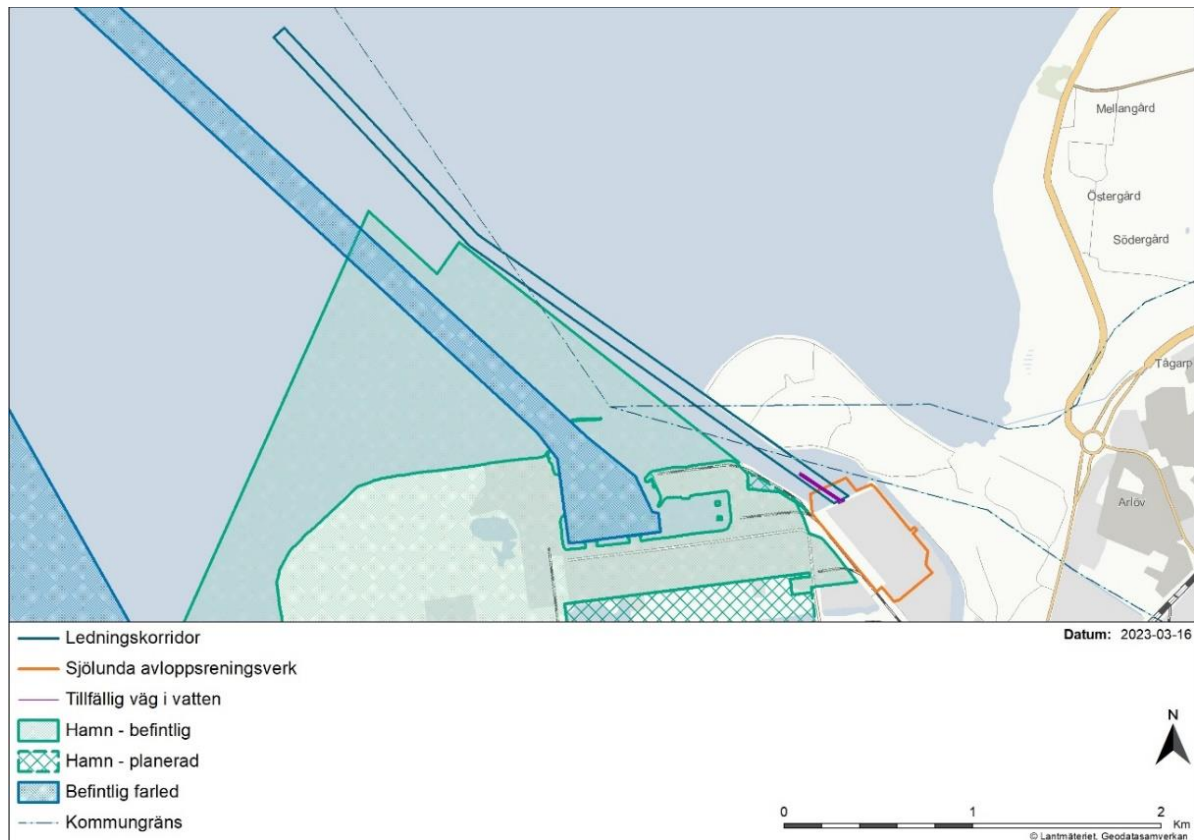 Mellangård
Östergård
Södergård
Tågarp
Arlöv
Datum: 2023-03-16
Ledningskorridor
Sjölunda avloppsreningsverk
Tillfällig väg i vatten
Hamn - befintlig
Hamn - planerad
Befintlig farled
Kommungräns
N
0 1 2
Km
© Lantmäteriet, Geodatasamverkan